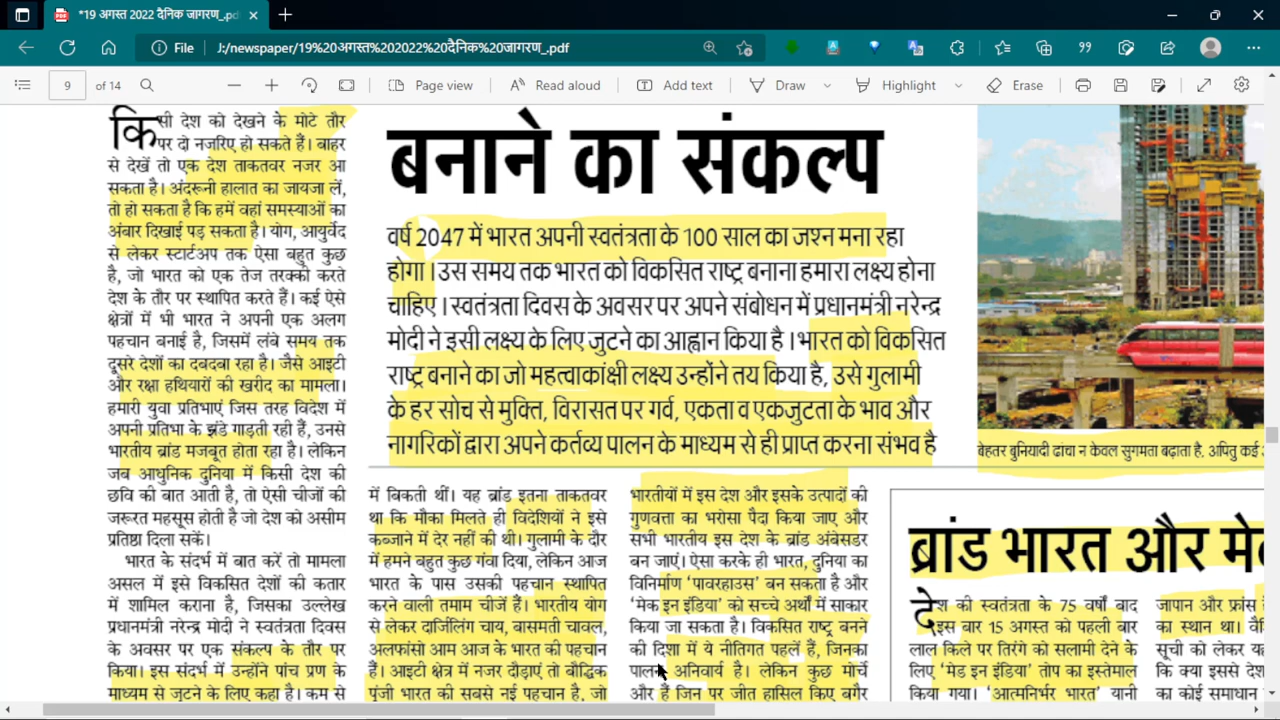 *19 अगस्त 2022 दैनिक जागरण_.pd
File J:/newspaper/19%20अगस्त%202022%20दैनिक%20जागरण_.pdf
9 of 14 Page view Read aloud Add text Draw Highlight Erase
किसी देश को देखने के मोटे तौर
पर दो नजरिए हो सकते हैं। बाहर
से देखें तो एक देश ताकतवर नजर आ
सकता है। अंदरूनी हालात का जायजा लें,
तो हो सकता है कि हमें वहां समस्याओं का
अंबार दिखाई पड़ सकता है। योग, आयुर्वेद
से लेकर स्टार्टअप तक ऐसा बहुत कुछ
है, जो भारत को एक तेज तरक्की करते
देश के तौर पर स्थापित करते हैं। कई ऐसे
क्षेत्रों में भी भारत ने अपनी एक अलग
पहचान बनाई है, जिसमें लंबे समय तक
दूसरे देशों का दबदबा रहा है। जैसे आइटी
और रक्षा हथियारों की खरीद का मामला।
हमारी युवा प्रतिभाएं जिस तरह विदेश में
अपनी प्रतिभा के झंडे गाड़ती रही हैं, उनसे
भारतीय ब्रांड मजबूत होता रहा है। लेकिन
जब आधुनिक दुनिया में किसी देश की
छवि की बात आती है, तो ऐसी चीजों की
जरूरत महसूस होती है जो देश को असीम
प्रतिष्ठा दिला सकें।
भारत के संदर्भ में बात करें तो मामला
असल में इसे विकसित देशों की कतार
में शामिल कराना है, जिसका उल्लेख
प्रधानमंत्री नरेन्द्र मोदी ने स्वतंत्रता दिवस
के अवसर पर एक संकल्प के तौर पर
किया। इस संदर्भ में उन्होंने पांच प्रण के
माध्यम से जुटने के लिए कहा है। कम से
बनाने का संकल्प
वर्ष 2047 में भारत अपनी स्वतंत्रता के 100 साल का जश्न मना रहा
होगा। उस समय तक भारत को विकसित राष्ट्र बनाना हमारा लक्ष्य होना
चाहिए। स्वतंत्रता दिवस के अवसर पर अपने संबोधन में प्रधानमंत्री नरेन्द्र
मोदी ने इसी लक्ष्य के लिए जुटने का आह्वान किया है। भारत को विकसित
राष्ट्र बनाने का जो महत्वाकांक्षी लक्ष्य उन्होंने तय किया है, उसे गुलामी
के हर सोच से मुक्ति, विरासत पर गर्व, एकता व एकजुटता के भाव और
नागरिकों द्वारा अपने कर्तव्य पालन के माध्यम से ही प्राप्त करना संभव है
में बिकती थीं। यह ब्रांड इतना ताकतवर
था कि मौका मिलते ही विदेशियों ने इसे
कब्जाने में देर नहीं की थी। गुलामी के दौर
में हमने बहुत कुछ गंवा दिया, लेकिन आज
भारत के पास उसकी पहचान स्थापित
करने वाली तमाम चीजें हैं। भारतीय योग
से लेकर दार्जिलिंग चाय, बासमती चावल,
अलफांसो आम आज के भारत की पहचान
हैं। आइटी क्षेत्र में नजर दौड़ाएं तो बौद्धिक
पूंजी भारत की सबसे नई पहचान है, जो
भारतीयों में इस देश और इसके उत्पादों की
गुणवत्ता का भरोसा पैदा किया जाए और
सभी भारतीय इस देश के ब्रांड अंबेसडर
बन जाएं। ऐसा करके ही भारत, दुनिया का
विनिर्माण 'पावरहाउस' बन सकता है और
'मेक इन इंडिया' को सच्चे अर्थों में साकार
किया जा सकता है। विकसित राष्ट्र बनने
की दिशा में ये नीतिगत पहलें हैं, जिनका
पालन अनिवार्य है। लेकिन कुछ मोर्चे
और हैं जिन पर जीत हासिल किए बगैर
बेहतर बुनियादी ढांचा न केवल सुगमता बढ़ाता है, अपितु कई
ब्रांड भारत और मे
देश की स्वतंत्रता के 75 वर्षों बाद
इस बार 15 अगस्त को पहली बार
लाल किले पर तिरंगे को सलामी देने के
लिए 'मेड इन इंडिया' तोप का इस्तेमाल
किया गया। 'आत्मनिर्भर भारत' यानी
जापान और फ्रांस
का स्थान था।
सूची को लेकर
कि क्या इससे देश
का कोई समाधान